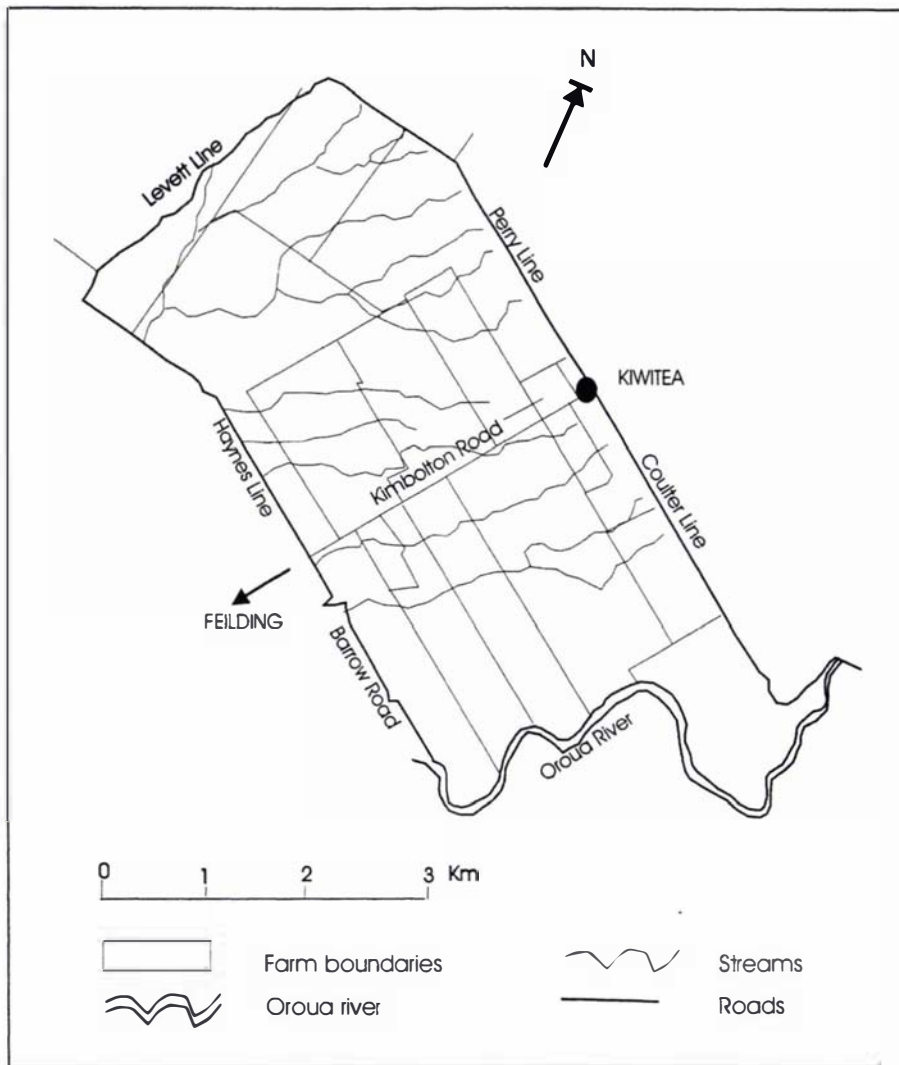 N
Levett Line
Perry Line
KIWITEA
Kimbolton Road
Haynes Line
Coulter Line
FEILDING
Barrow Road
Oroua River
0 1 2 3 Km
Farm boundaries
Streams
Oroua river
Roads